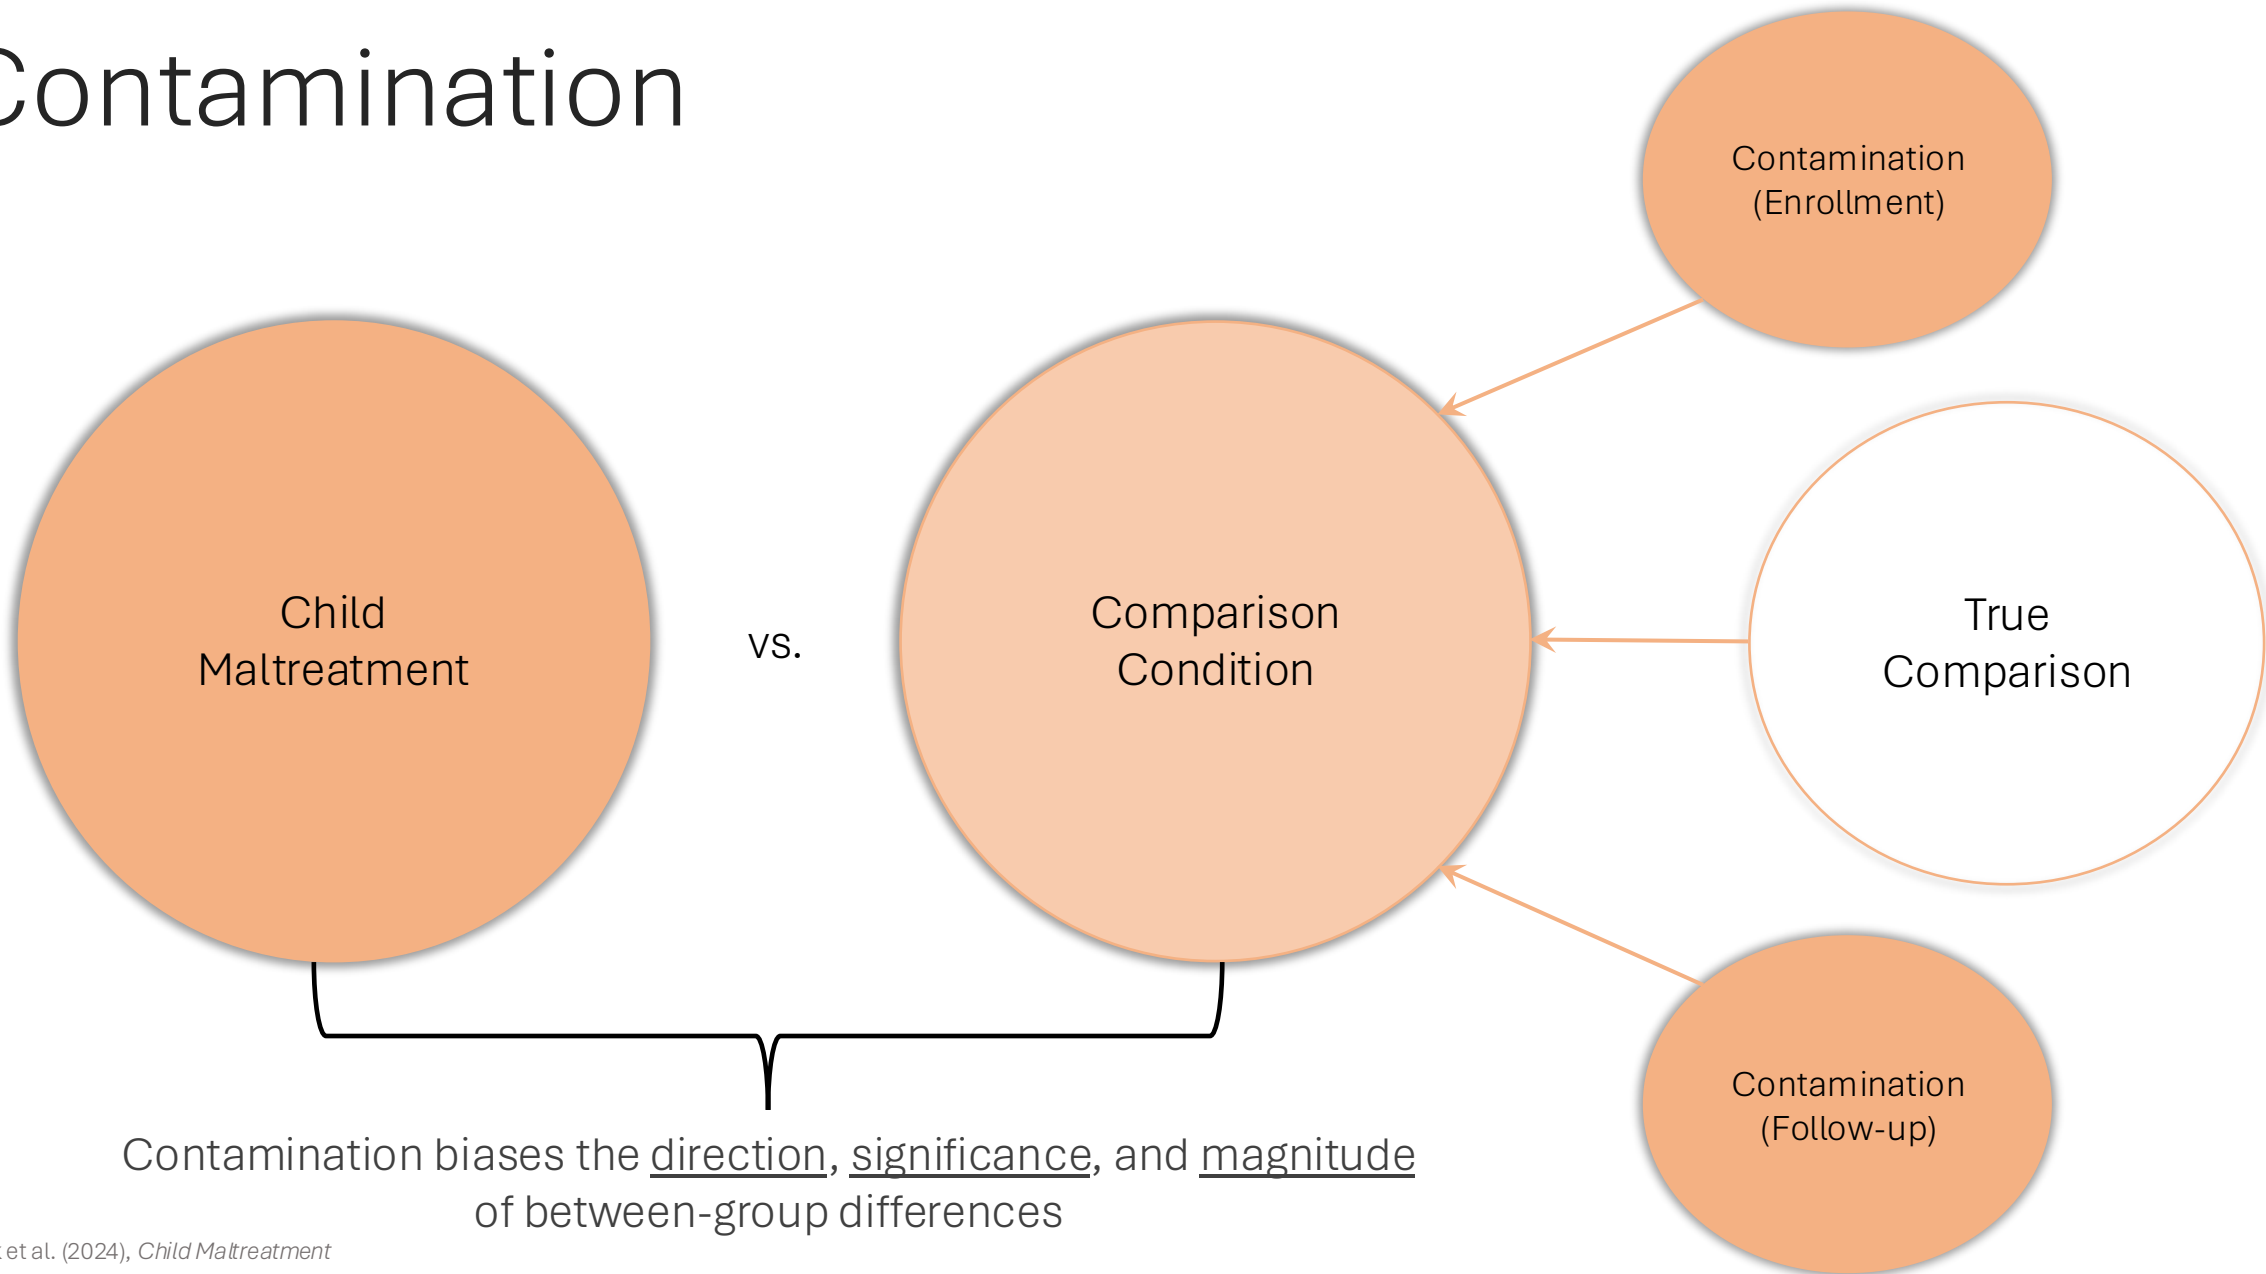 Contamination
Contamination
(Enrollment)
Child
Maltreatment
vs.
Comparison
Condition
True
Comparison
Contamination
(Follow-up)
Contamination biases the direction, significance, and magnitude
of between-group differences
et al. (2024), Child Maltreatment